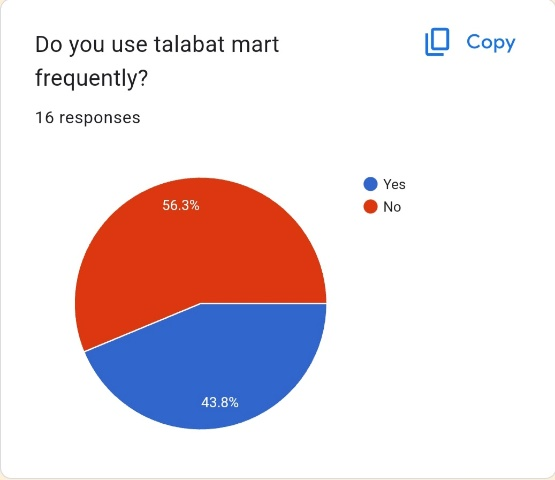 Do you use talabat mart
frequently?
Copy
16 responses
Yes
No
56.3%
43.8%